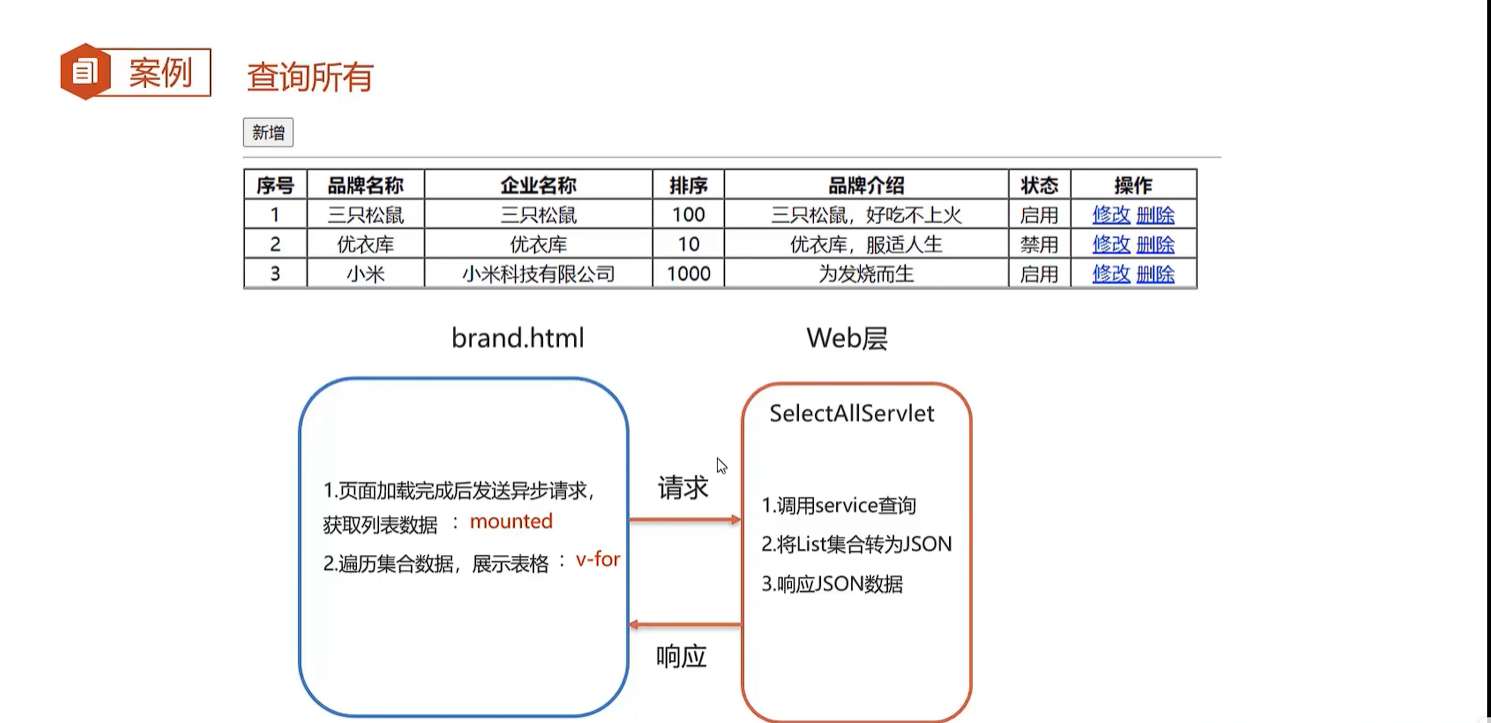 案例 查询所有
新增
序号 品牌名称 企业名称 排序 品牌介绍 状态 操作
1 三只松鼠 三只松鼠 100 三只松鼠，好吃不上火 启用 修改 删除
2 优衣库 优衣库 10 优衣库，服适人生 禁用 修改 删除
3 小米 小米科技有限公司 1000 为发烧而生 启用 修改 删除
brand.html
1.页面加载完成后发送异步请求，
获取列表数据 ：mounted
2.遍历集合数据，展示表格 ：v-for
请求
响应
Web层
SelectAllServlet
1.调用service查询
2.将List集合转为JSON
3.响应JSON数据